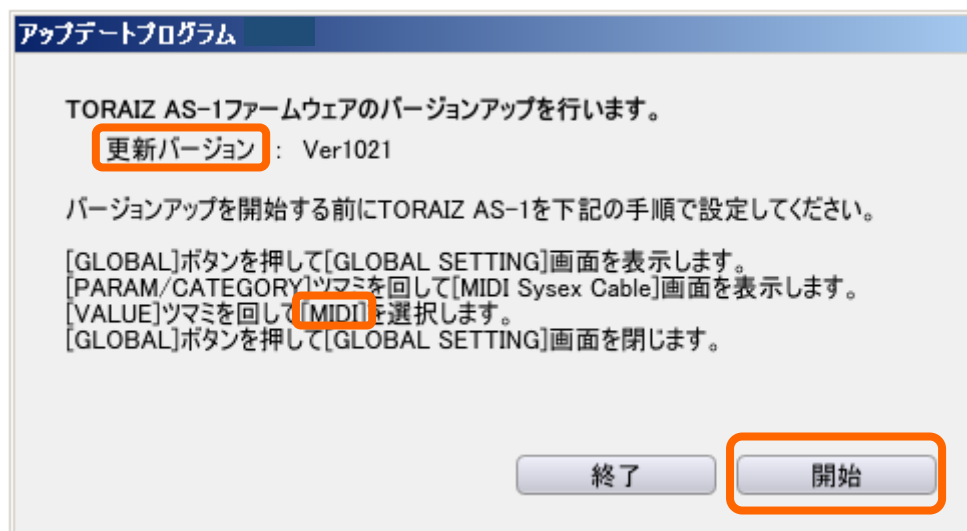 アップデートプログラム
TORAIZ AS-1ファームウェアのバージョンアップを行います。
更新バージョン : Ver1021
バージョンアップを開始する前にTORAIZ AS-1を下記の手順で設定してください。
[GLOBAL]ボタンを押して[GLOBAL SETTING]画面を表示します。
[PARAM/CATEGORY]ツマミを回して[MIDI Sysex Cable]画面を表示します。
[VALUE]ツマミを回して[MIDI]を選択します。
[GLOBAL]ボタンを押して[GLOBAL SETTING]画面を閉じます。
終了 開始